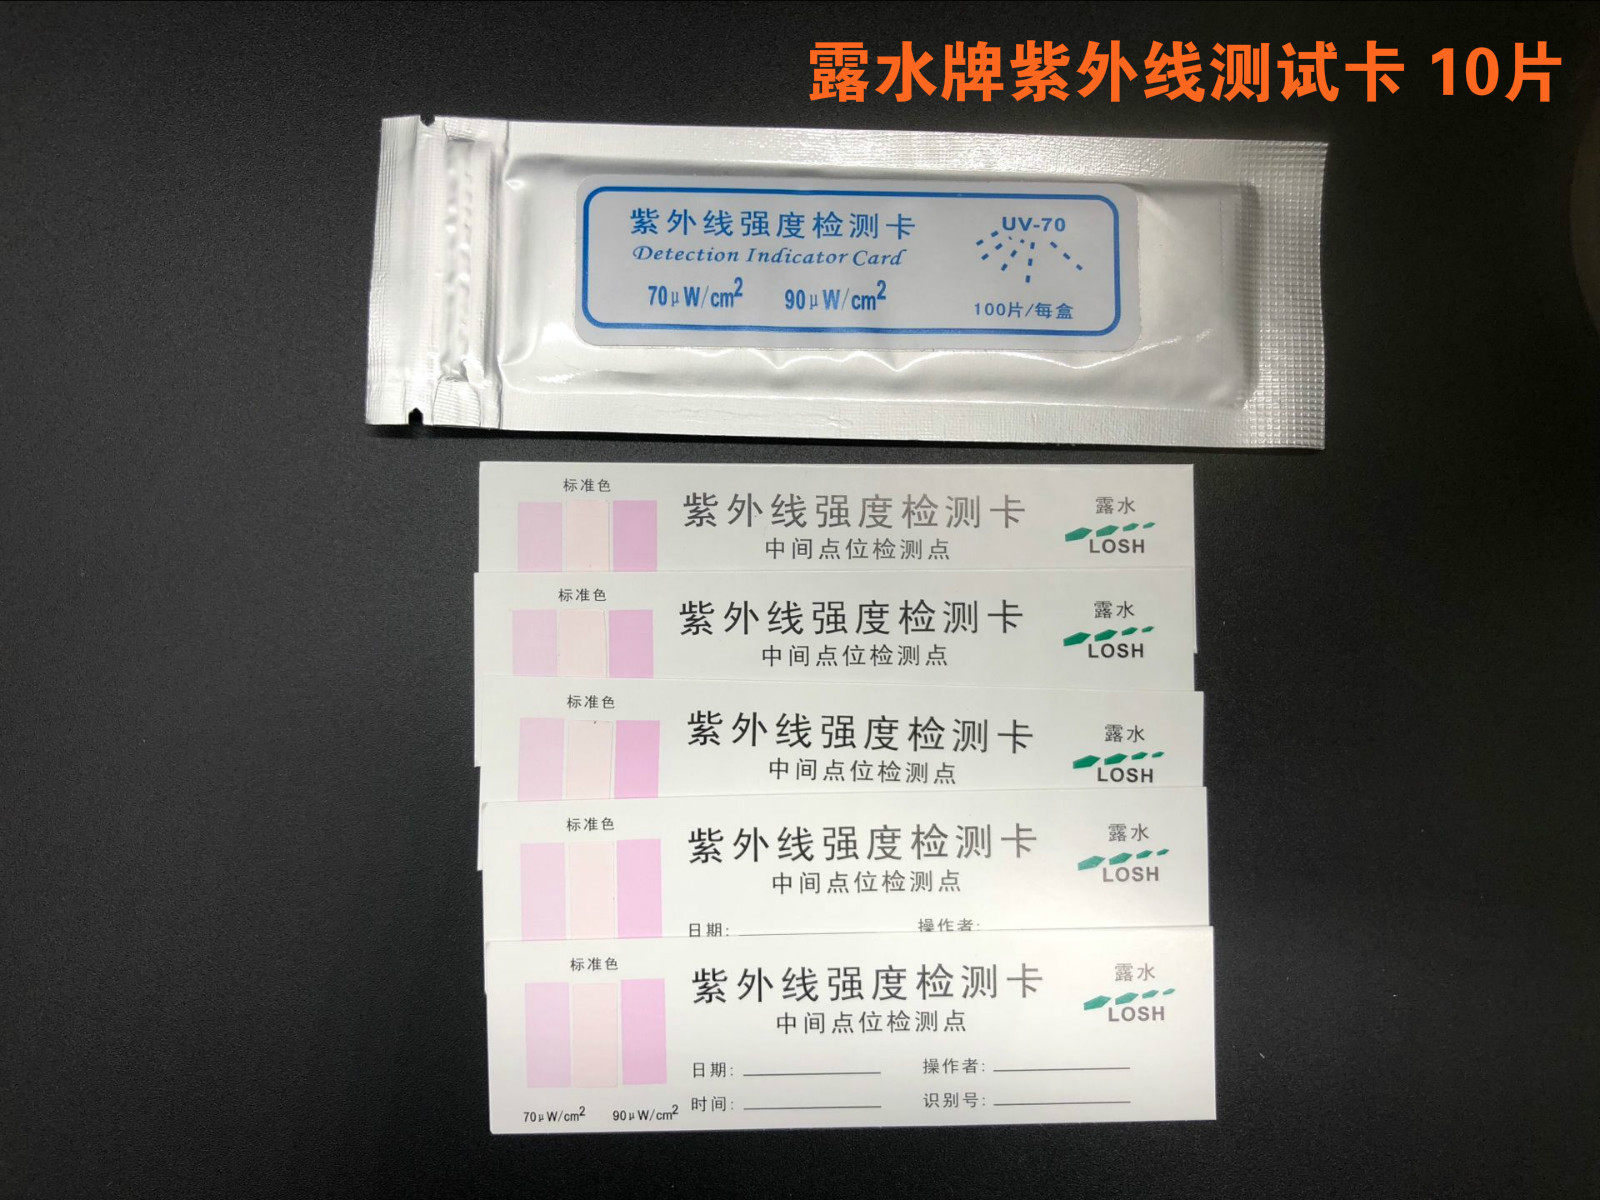 露水牌紫外线测试卡 10片
紫外线强度检测卡
Detection Indicator Card
70μW/cm² 90μW/cm²
UV-70
100片/每盒
标准色
紫外线强度检测卡
中间点位检测点
露水
LOSH
标准色
紫外线强度检测卡
中间点位检测点
露水
LOSH
标准色
紫外线强度检测卡
中间点位检测点
露水
LOSH
标准色
紫外线强度检测卡
中间点位检测点
露水
LOSH
日期: 操作者:
标准色
紫外线强度检测卡
中间点位检测点
露水
LOSH
日期: 操作者:
时间: 识别号:
70μW/cm² 90μW/cm²